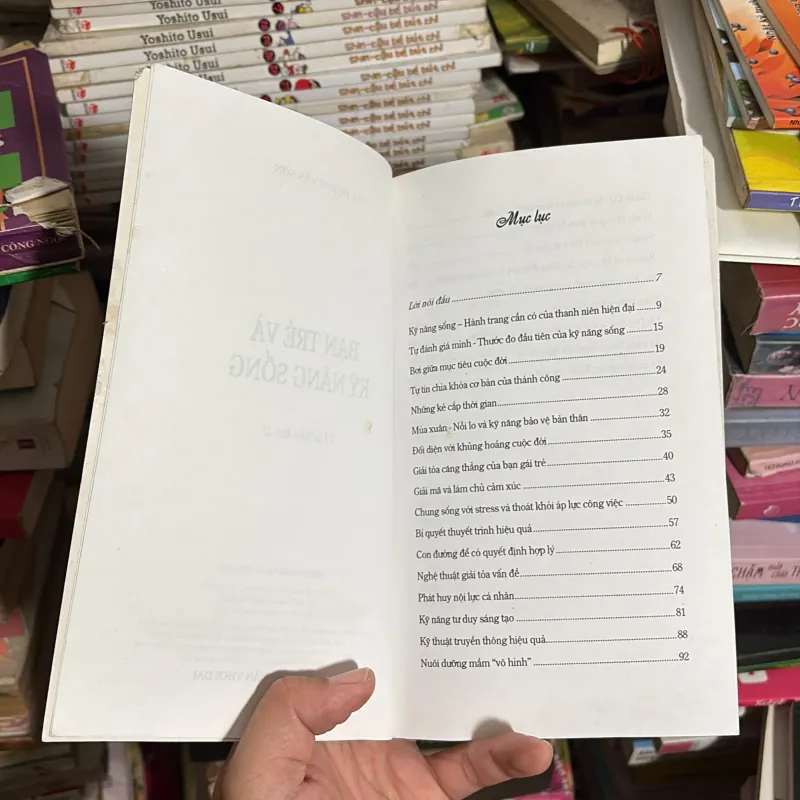 Yoshito Usui
Yoshito Usui
Yoshito Usui
Shin-cậu bé bút chì
Shin-cậu bé bút chì
Shin-cậu bé bút chì
CÔNG NGH
BẠN TRẺ VÀ
KỸ NĂNG SỐNG
Mục lục
Lời nói đầu 7
Kỹ năng sống – Hành trang cần có của thanh niên hiện đại 9
Tự đánh giá mình - Thước đo đầu tiên của kỹ năng sống 15
Bơi giữa mục tiêu cuộc đời 19
Tự tin chìa khóa cơ bản của thành công 24
Những kẻ cắp thời gian 28
Mùa xuân - Nỗi lo và kỹ năng bảo vệ bản thân 32
Đối diện với khủng hoảng cuộc đời 35
Giải tỏa căng thẳng của bạn gái trẻ 40
Giải mã và làm chủ cảm xúc 43
Chung sống với stress và thoát khỏi áp lực công việc 50
Bí quyết thuyết trình hiệu quả 57
Con đường để có quyết định hợp lý 62
Nghệ thuật giải tỏa vấn đề 68
Phát huy nội lực cá nhân 74
Kỹ năng tư duy sáng tạo 81
Kỹ thuật truyền thông hiệu quả 88
Nuôi dưỡng mầm "vô hình" 92